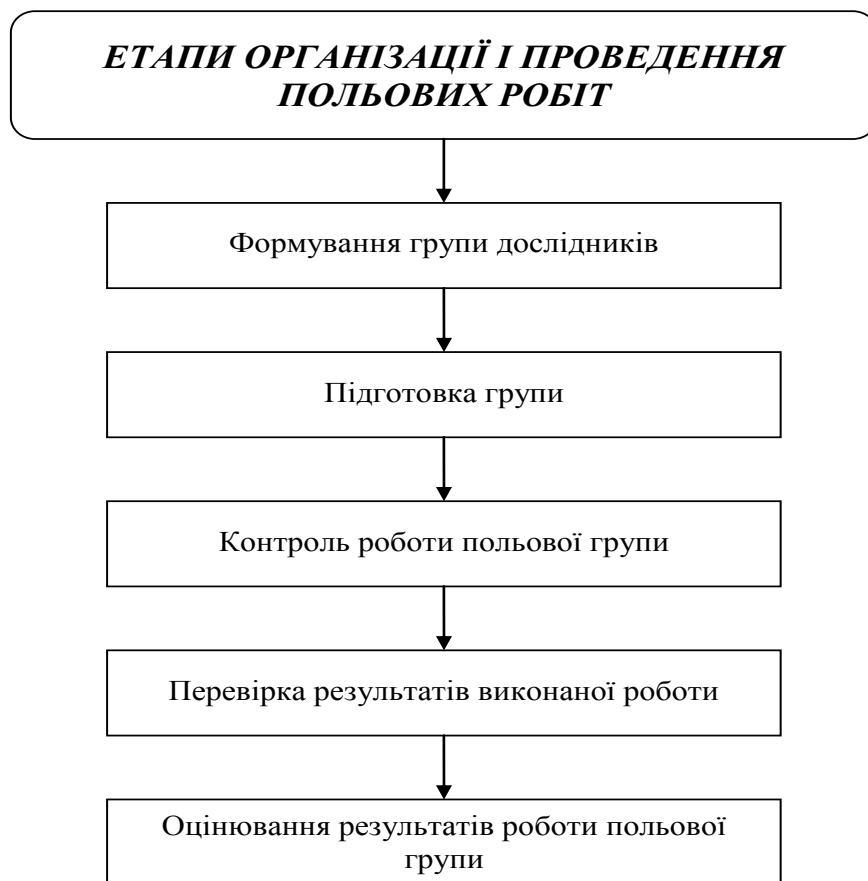 ЕТАПИ ОРГАНІЗАЦІЇ І ПРОВЕДЕННЯ
ПОЛЬОВИХ РОБІТ
Формування групи дослідників
Підготовка групи
Контроль роботи польової групи
Перевірка результатів виконаної роботи
Оцінювання результатів роботи польової
групи